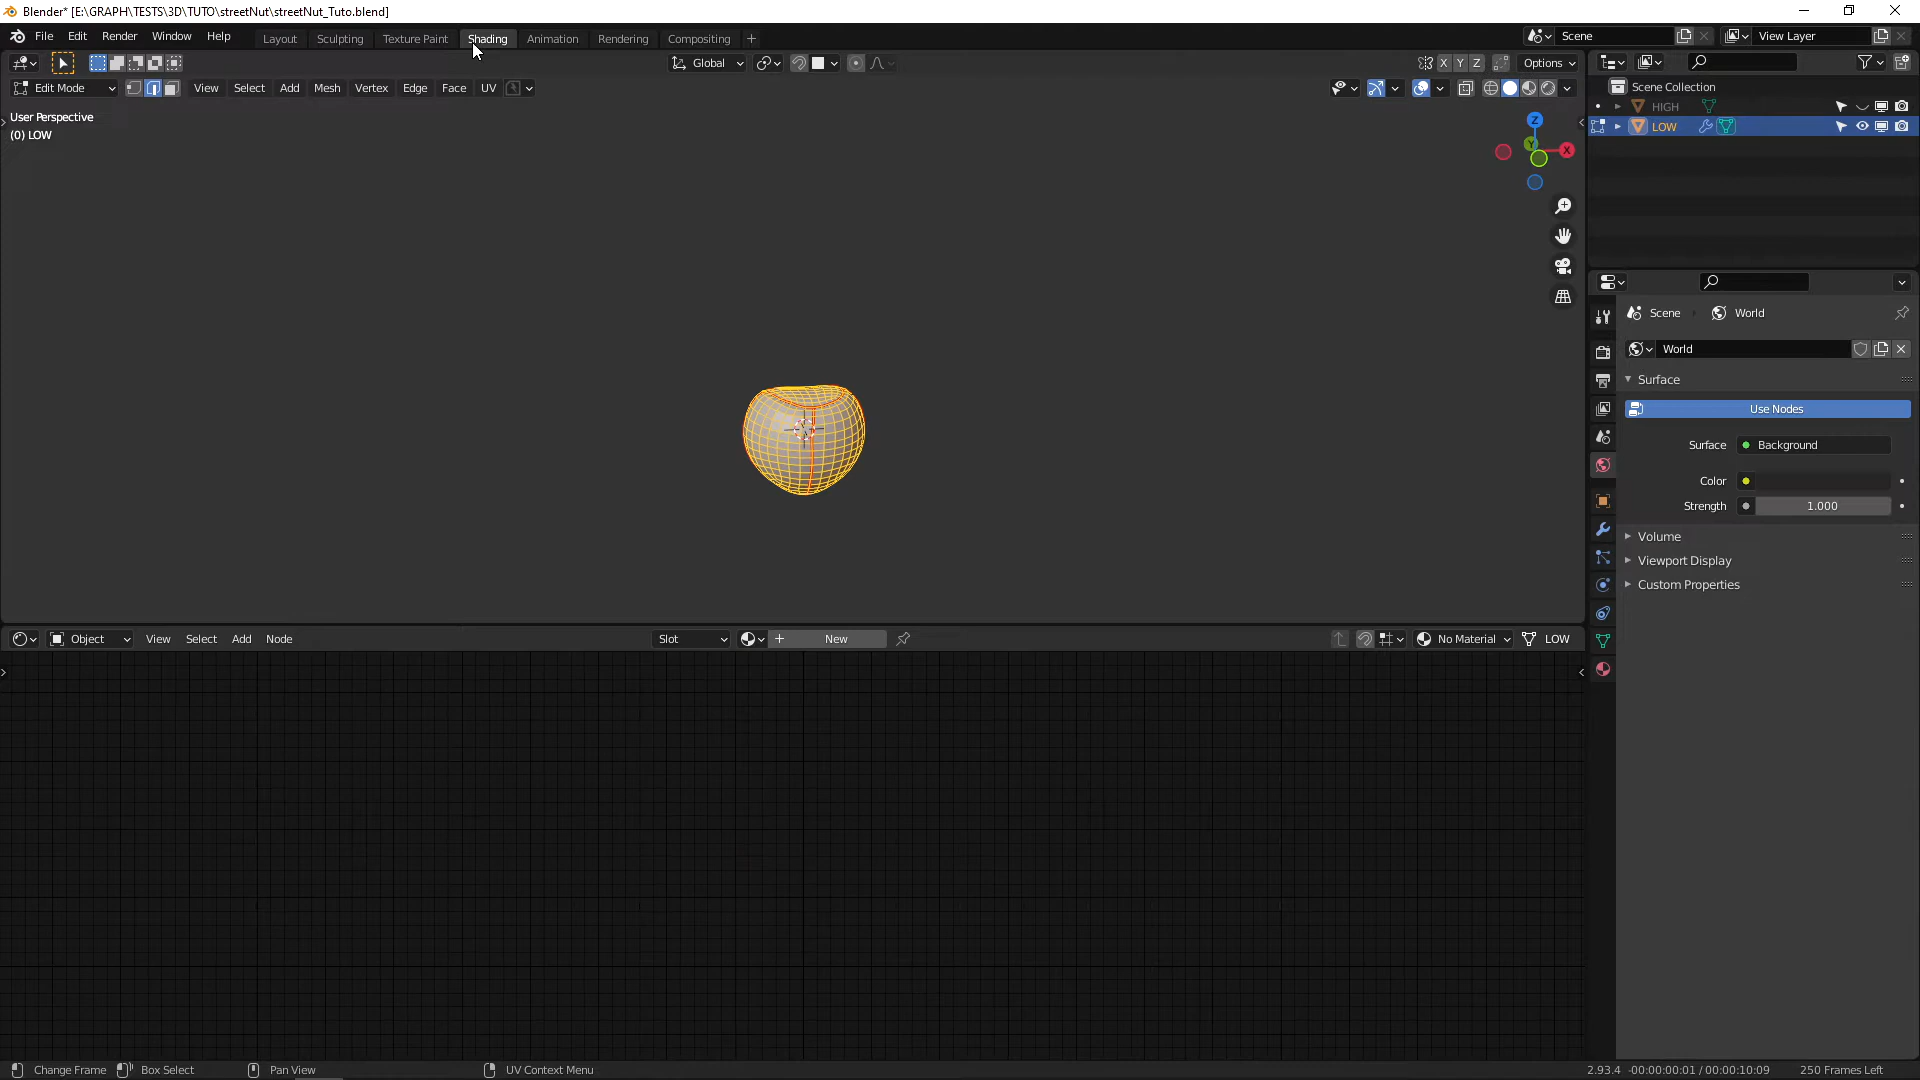 Blender* [E:\GRAPH\TESTS\3D\TUTO\streetNut\streetNut_Tuto.blend]
File Edit Render Window Help Layout Sculpting Texture Paint Shading Animation Rendering Compositing + Scene View Layer
Global X Y Z Options
Edit Mode View Select Add Mesh Vertex Edge Face UV Scene Collection
User Perspective
(0) LOW
HIGH
LOW
Z
Y
X
Scene World
World
Surface
Use Nodes
Surface Background
Color
Strength 1.000
Volume
Viewport Display
Custom Properties
Object View Select Add Node Slot + New No Material LOW
Change Frame Box Select Pan View UV Context Menu 2.93.4 -00:00:00:01 / 00:00:10:09 250 Frames Left